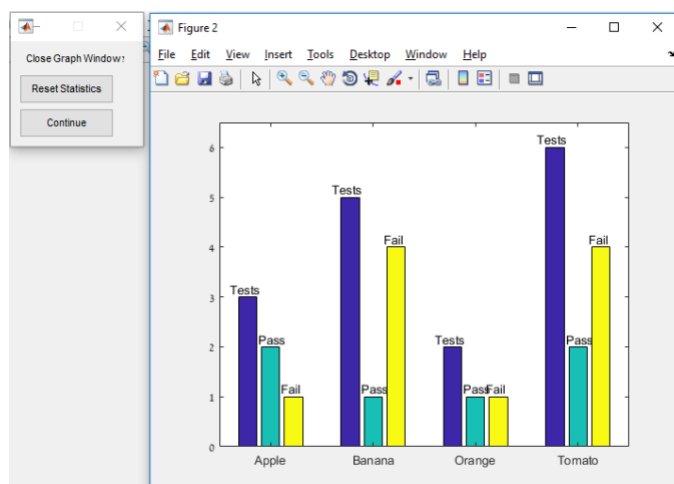 Close Graph Window?
Reset Statistics
Continue
Figure 2
File Edit View Insert Tools Desktop Window Help
6
5
4
3
2
1
0
Tests
Pass
Fail
Tests
Pass
Fail
Tests
Pass
Fail
Tests
Pass
Fail
Apple Banana Orange Tomato